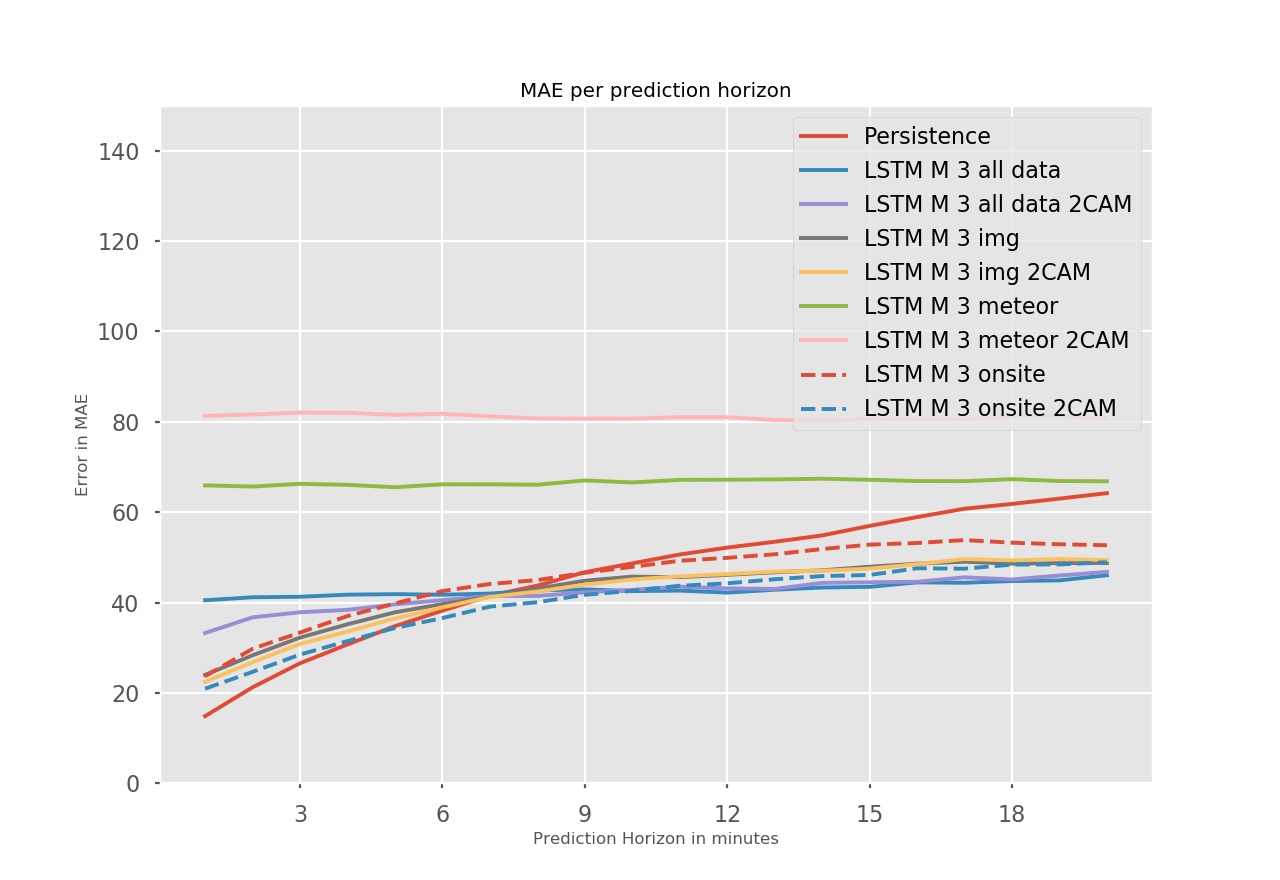 MAE per prediction horizon
140
120
100
80
60
40
20
0
Error in MAE
Persistence
LSTM M 3 all data
LSTM M 3 all data 2CAM
LSTM M 3 img
LSTM M 3 img 2CAM
LSTM M 3 meteor
LSTM M 3 meteor 2CAM
LSTM M 3 onsite
LSTM M 3 onsite 2CAM
3 6 9 12 15 18
Prediction Horizon in minutes